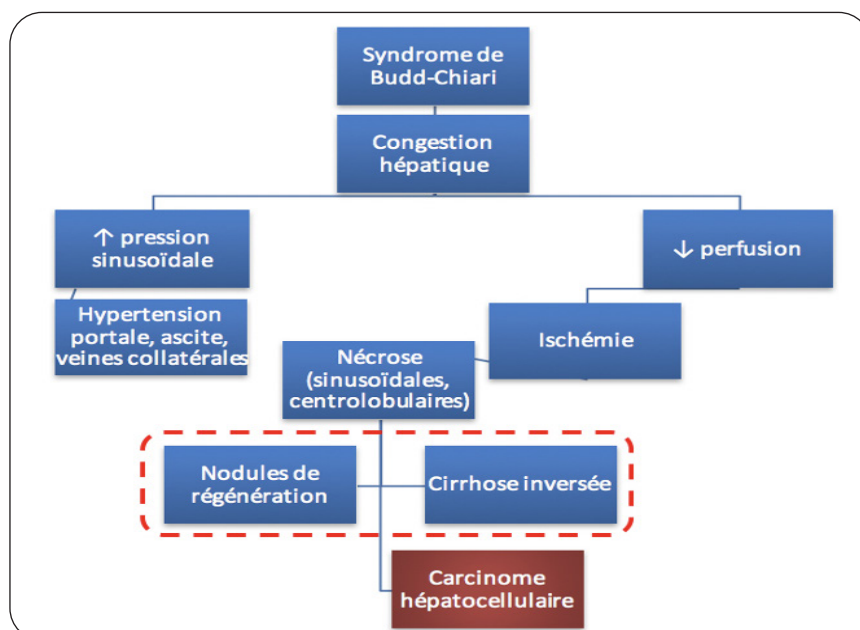 Syndrome de
Budd-Chiari
Congestion
hépatique
↑ pression
sinusoïdale
↓ perfusion
Hypertension
portale, ascite,
veines collatérales
Ischémie
Nécrose
(sinusoïdales,
centrolobulaires)
Nodules de
régénération
Cirrhose inversée
Carcinome
hépatocellulaire